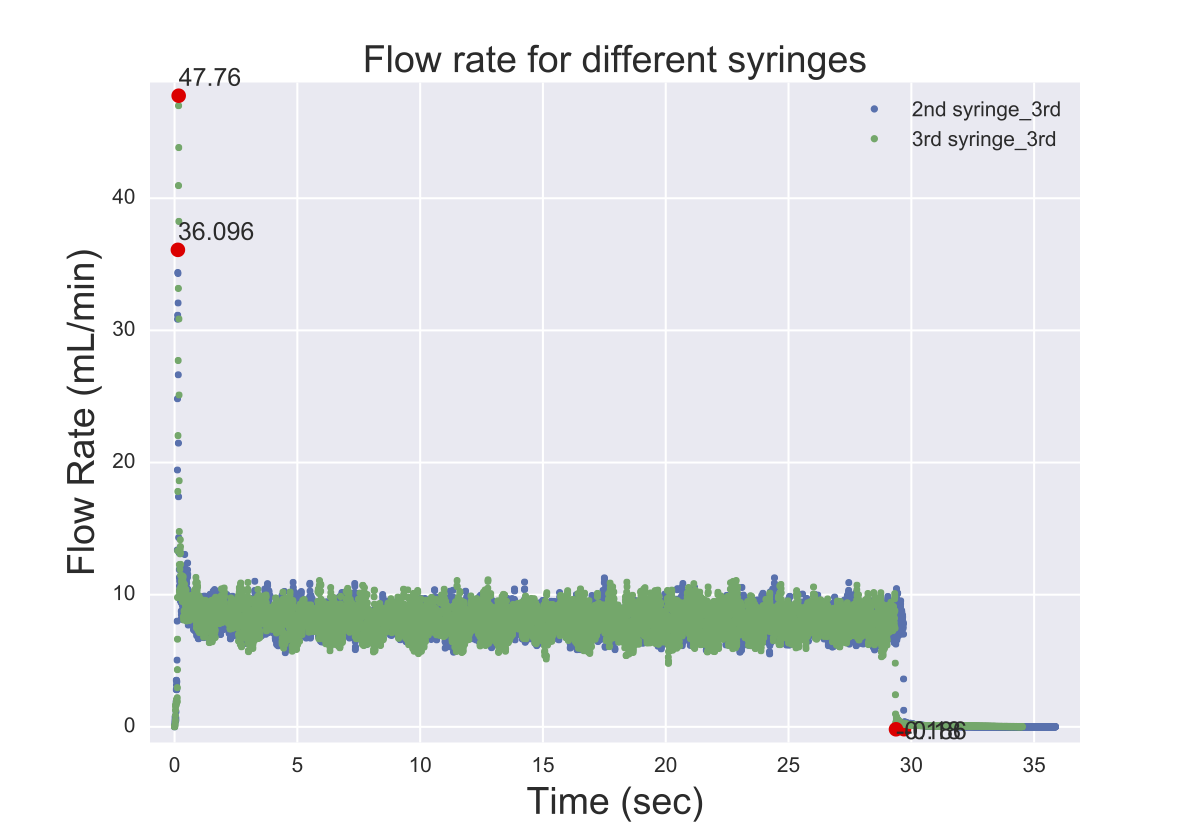 Flow rate for different syringes
47.76
2nd syringe_3rd
3rd syringe_3rd
40
36.096
Flow Rate (mL/min)
30
20
10
0
0 5 10 15 20 25 30 35
Time (sec)